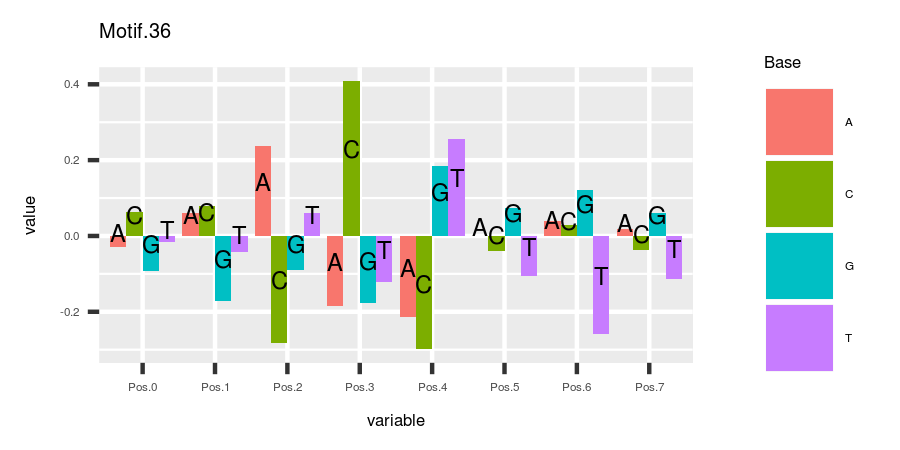 Motif.36
Base
A
C
G
T
value
0.4
0.2
0.0
-0.2
A C G T
A C G T
A C G T
A C G T
A C G T
A C G T
A C G T
A C G T
Pos.0 Pos.1 Pos.2 Pos.3 Pos.4 Pos.5 Pos.6 Pos.7
variable